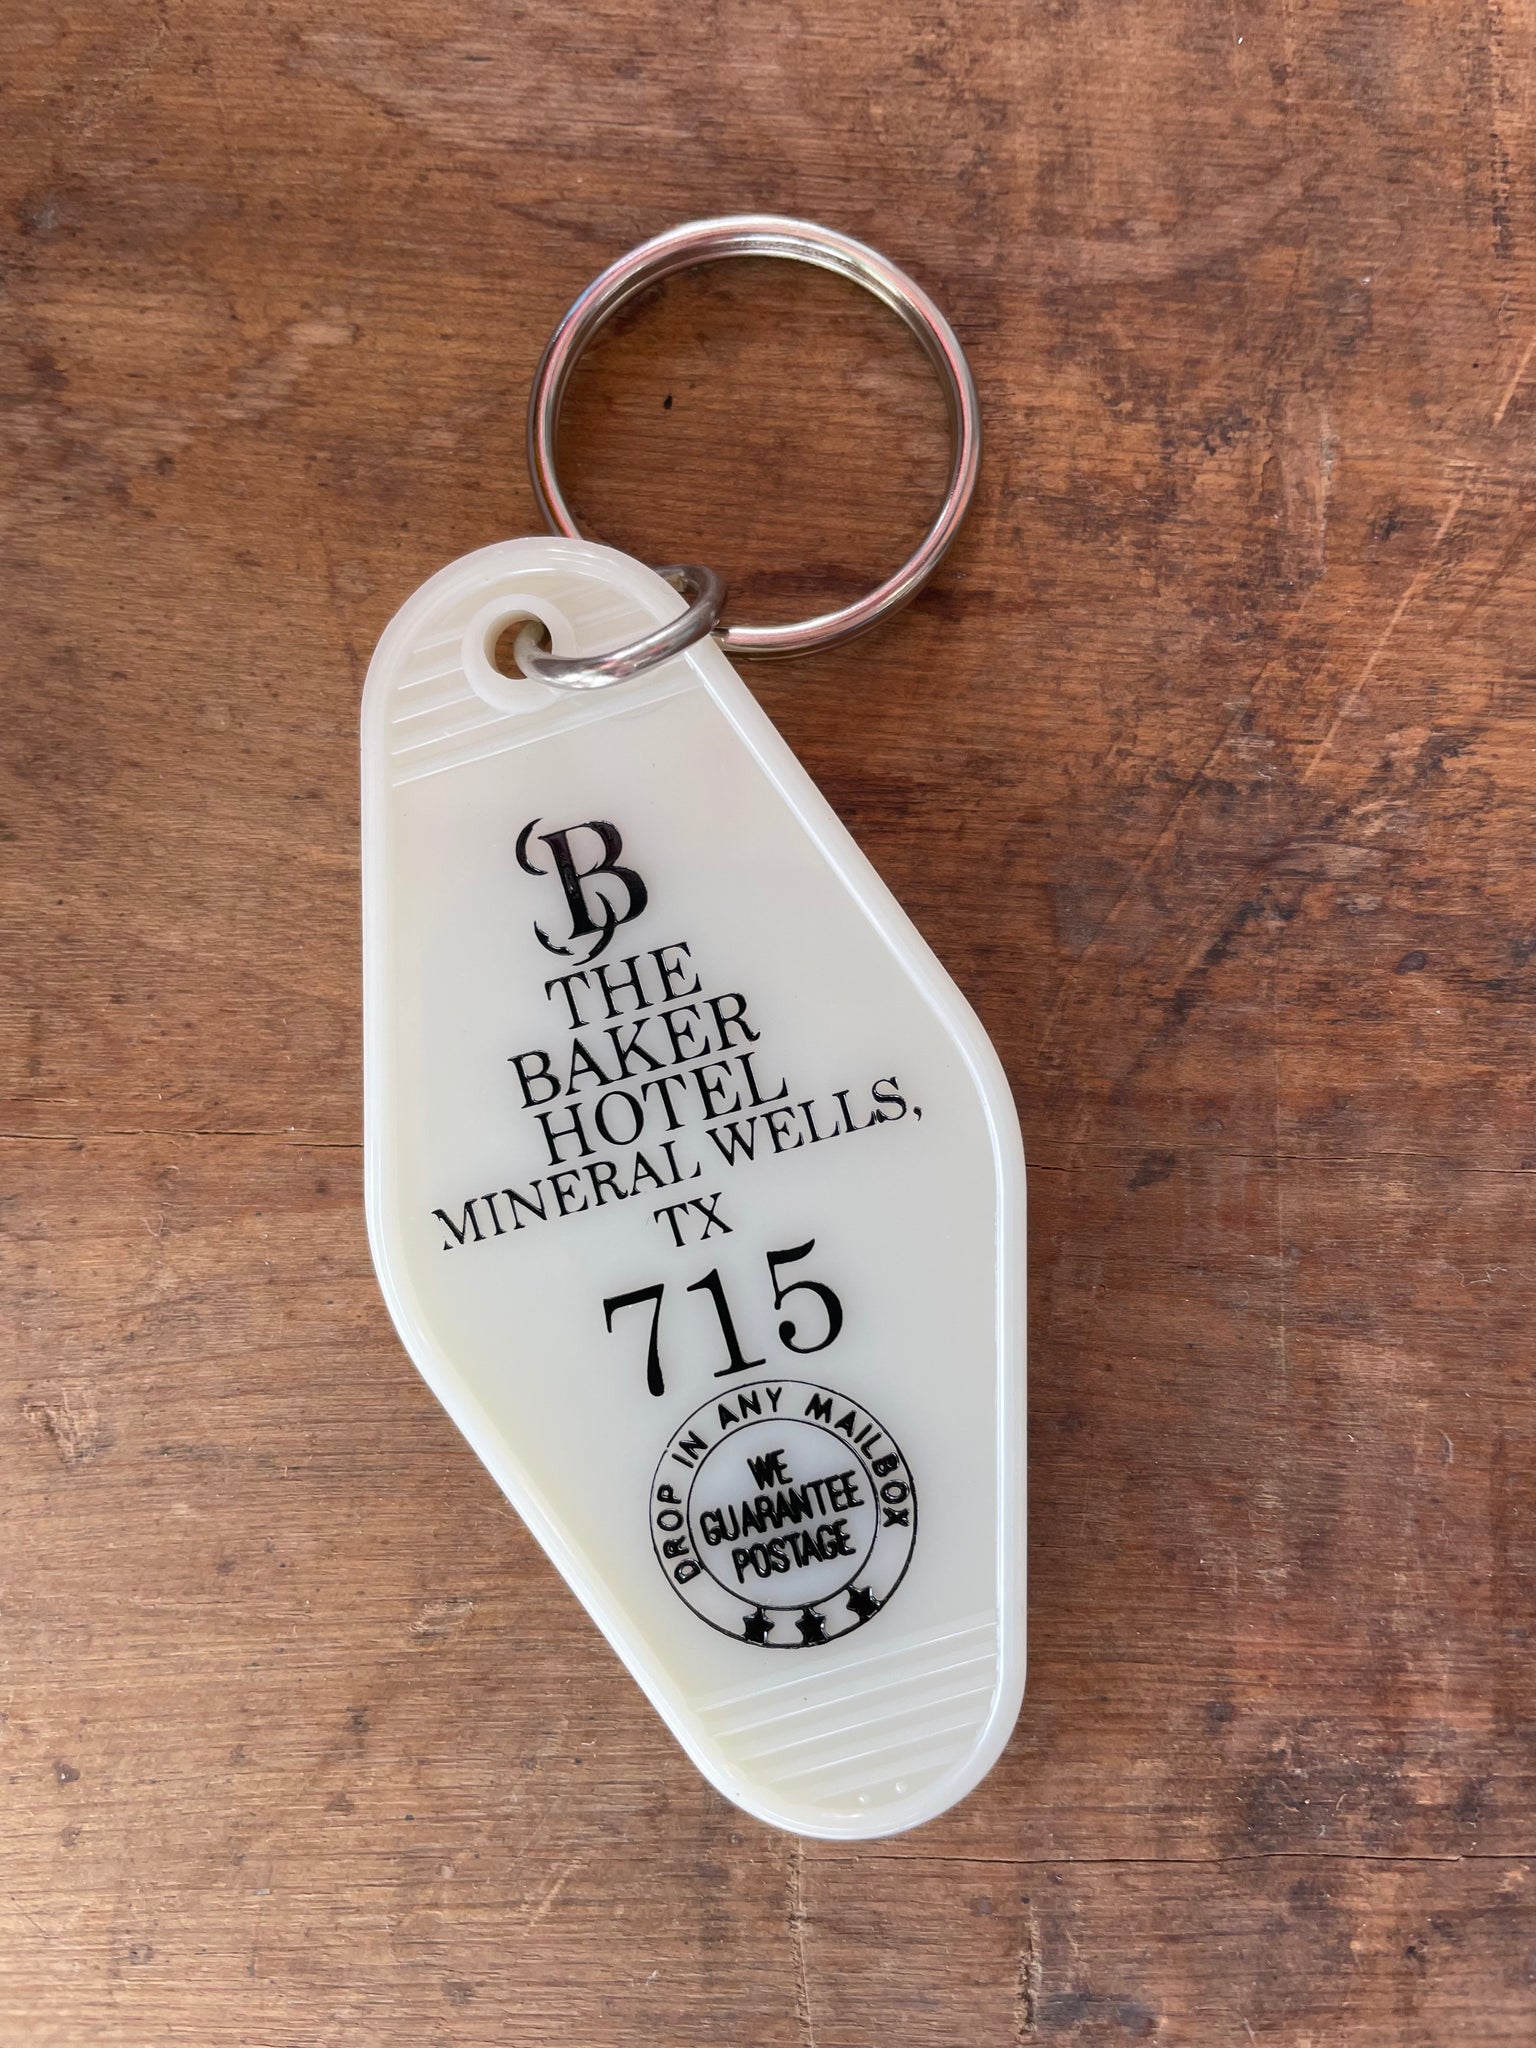 B
THE
BAKER
HOTEL
MINERAL WELLS,
TX
715
DROP IN ANY MAILBOX
WE
GUARANTEE
POSTAGE